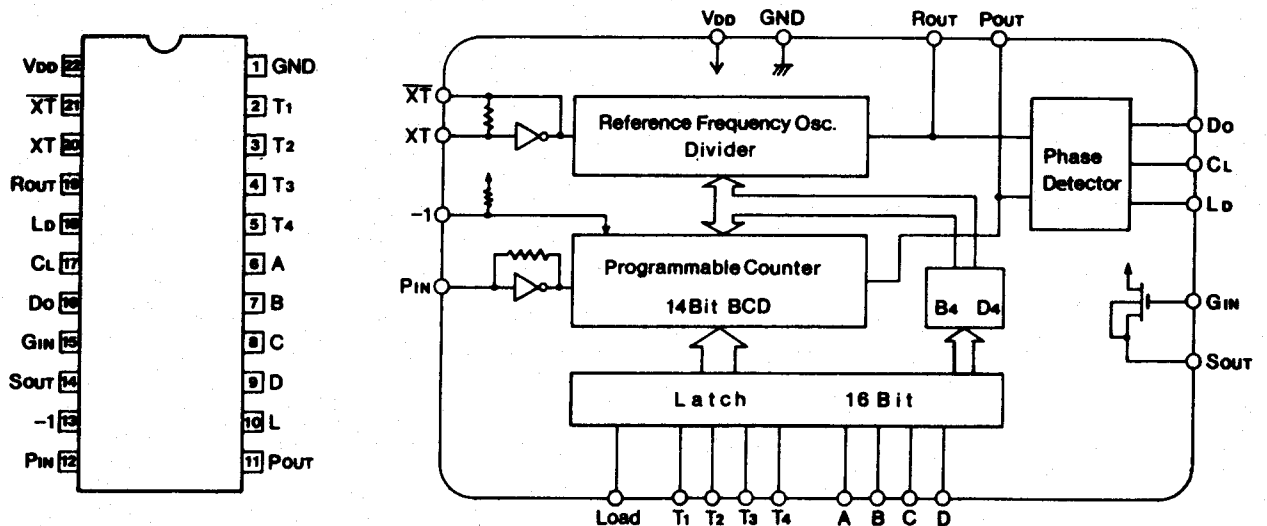 VDD 22 1 GND
XT 21 2 T1
XT 20 3 T2
ROUT 19 4 T3
LD 18 5 T4
CL 17 6 A
DO 16 7 B
GIN 15 8 C
SOUT 14 9 D
-1 13 10 L
PIN 12 11 POUT
VDD GND ROUT POUT
XT
XT
Reference Frequency Osc.
Divider
Phase
Detector
DO
CL
LD
-1
PIN
Programmable Counter
14Bit BCD
B4 D4
GIN
SOUT
Latch 16Bit
Load T1 T2 T3 T4 A B C D